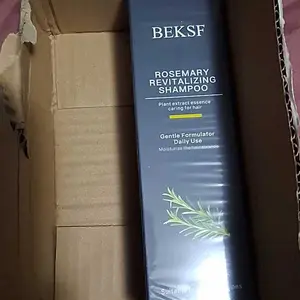 BEKSF
ROSEMARY
REVITALIZING
SHAMPOO
Plant extract essence
caring for hair
Gentle Formulator
Daily Use